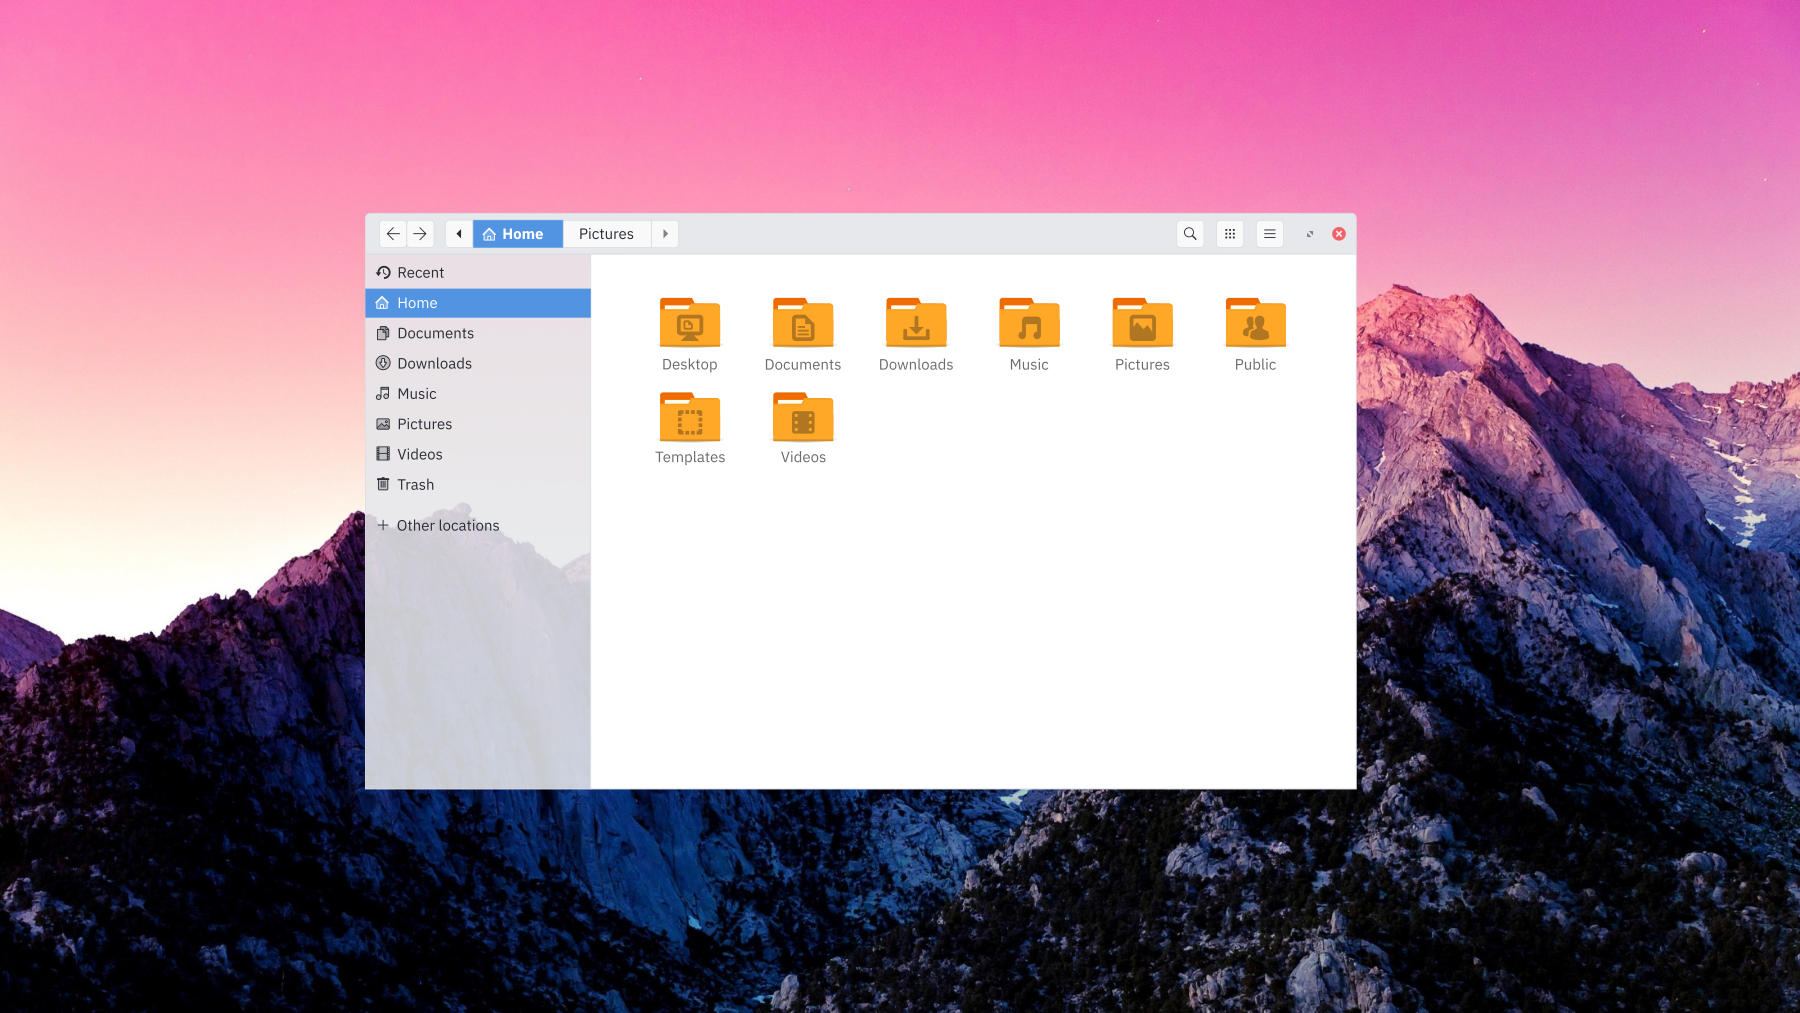 Home Pictures
Recent
Home
Documents
Downloads
Music
Pictures
Videos
Trash
Other locations
Desktop Documents Downloads Music Pictures Public
Templates Videos